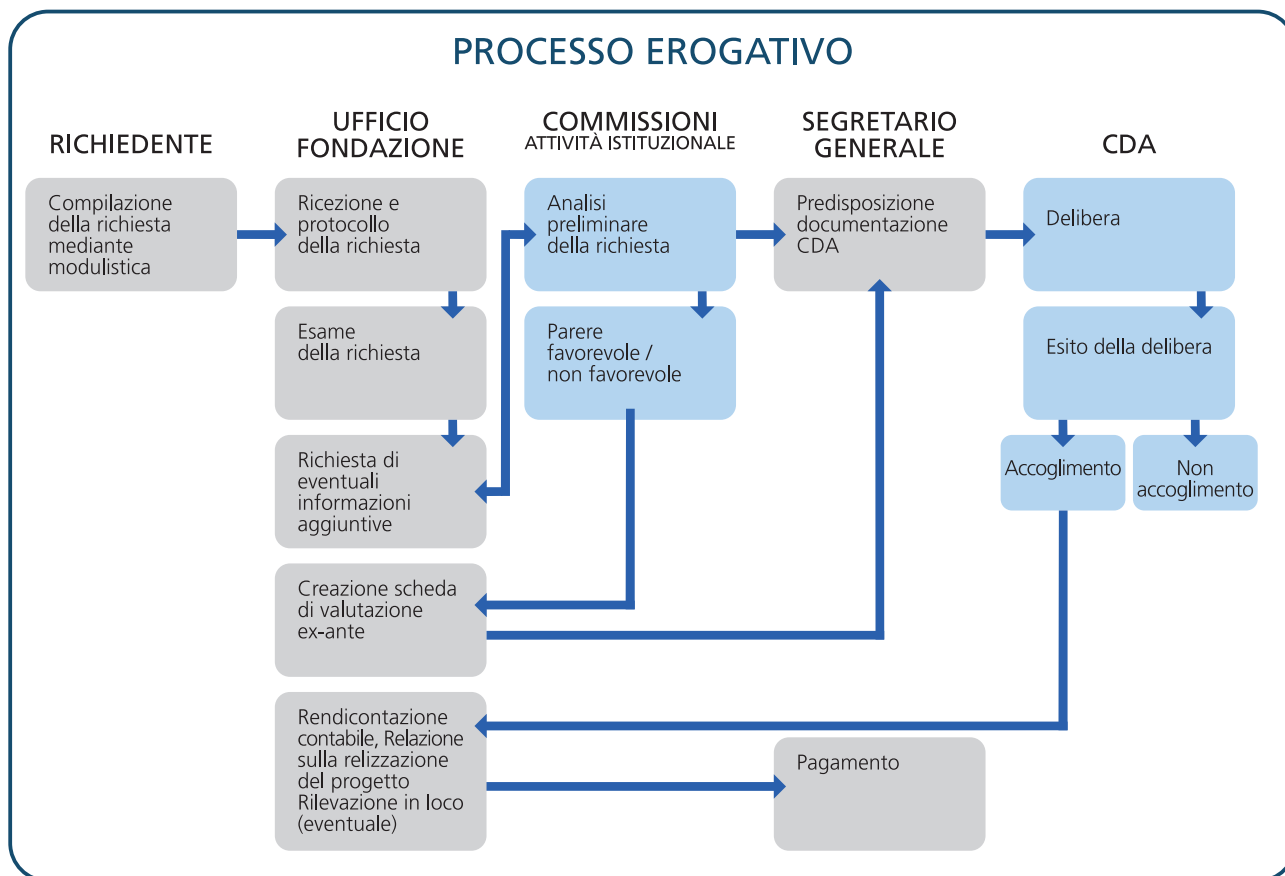 PROCESSO EROGATIVO
RICHIEDENTE
UFFICIO
FONDAZIONE
COMMISSIONI
ATTIVITÀ ISTITUZIONALE
SEGRETARIO
GENERALE
CDA
Compilazione
della richiesta
mediante
modulistica
Ricezione e
protocollo
della richiesta
Analisi
preliminare
della richiesta
Predisposizione
documentazione
CDA
Delibera
Esame
della richiesta
Parere
favorevole /
non favorevole
Esito della delibera
Richiesta di
eventuali
informazioni
aggiuntive
Accoglimento
Non
accoglimento
Creazione scheda
di valutazione
ex-ante
Rendicontazione
contabile, Relazione
sulla relizzazione
del progetto
Rilevazione in loco
(eventuale)
Pagamento